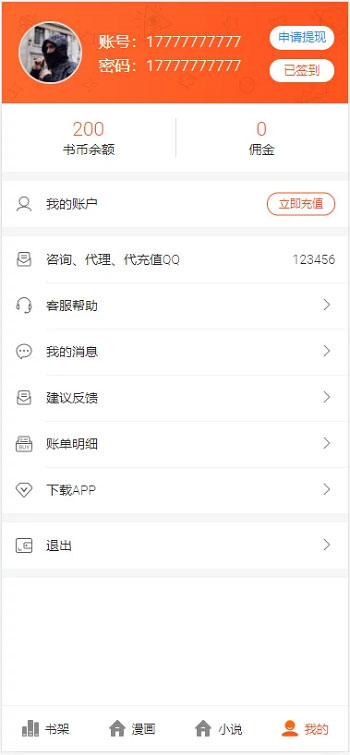 账号：17777777777
申请提现
密码：17777777777
已签到
200
0
书币余额
佣金
我的账户
立即充值
咨询、代理、代充值QQ
123456
客服帮助
我的消息
建议反馈
BUY
账单明细
下载APP
退出
书架
漫画
小说
我的